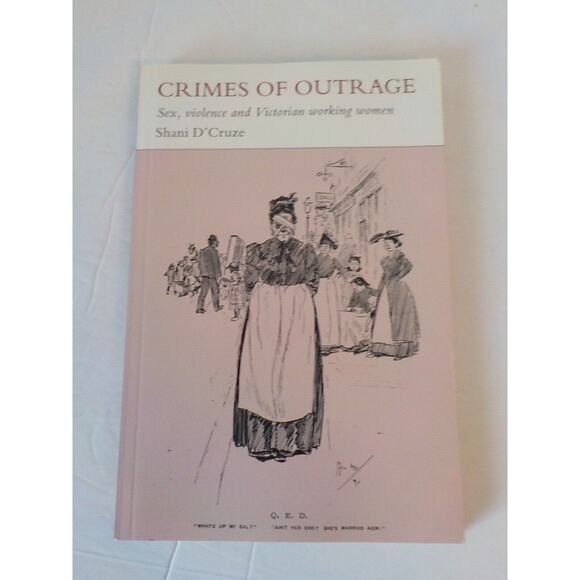 CRIMES OF OUTRAGE
Sex, violence and Victorian working women
Shani D'Cruze
Q. E. D.
"WHAT'S UP WI' SAL?" "AIN'T YER ERD? SHE'S MARRIED AGIN!"